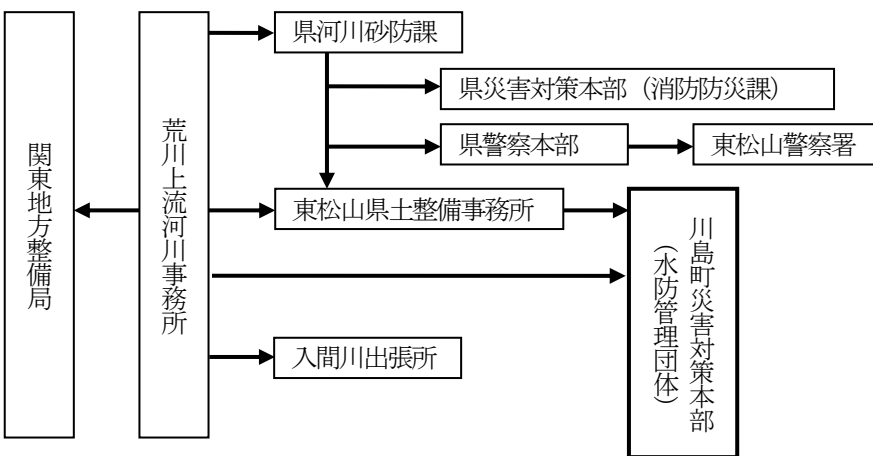 県河川砂防課
県災害対策本部（消防防災課）
県警察本部
東松山警察署
関東地方整備局
荒川上流河川事務所
東松山県土整備事務所
川島町災害対策本部
（水防管理団体）
入間川出張所